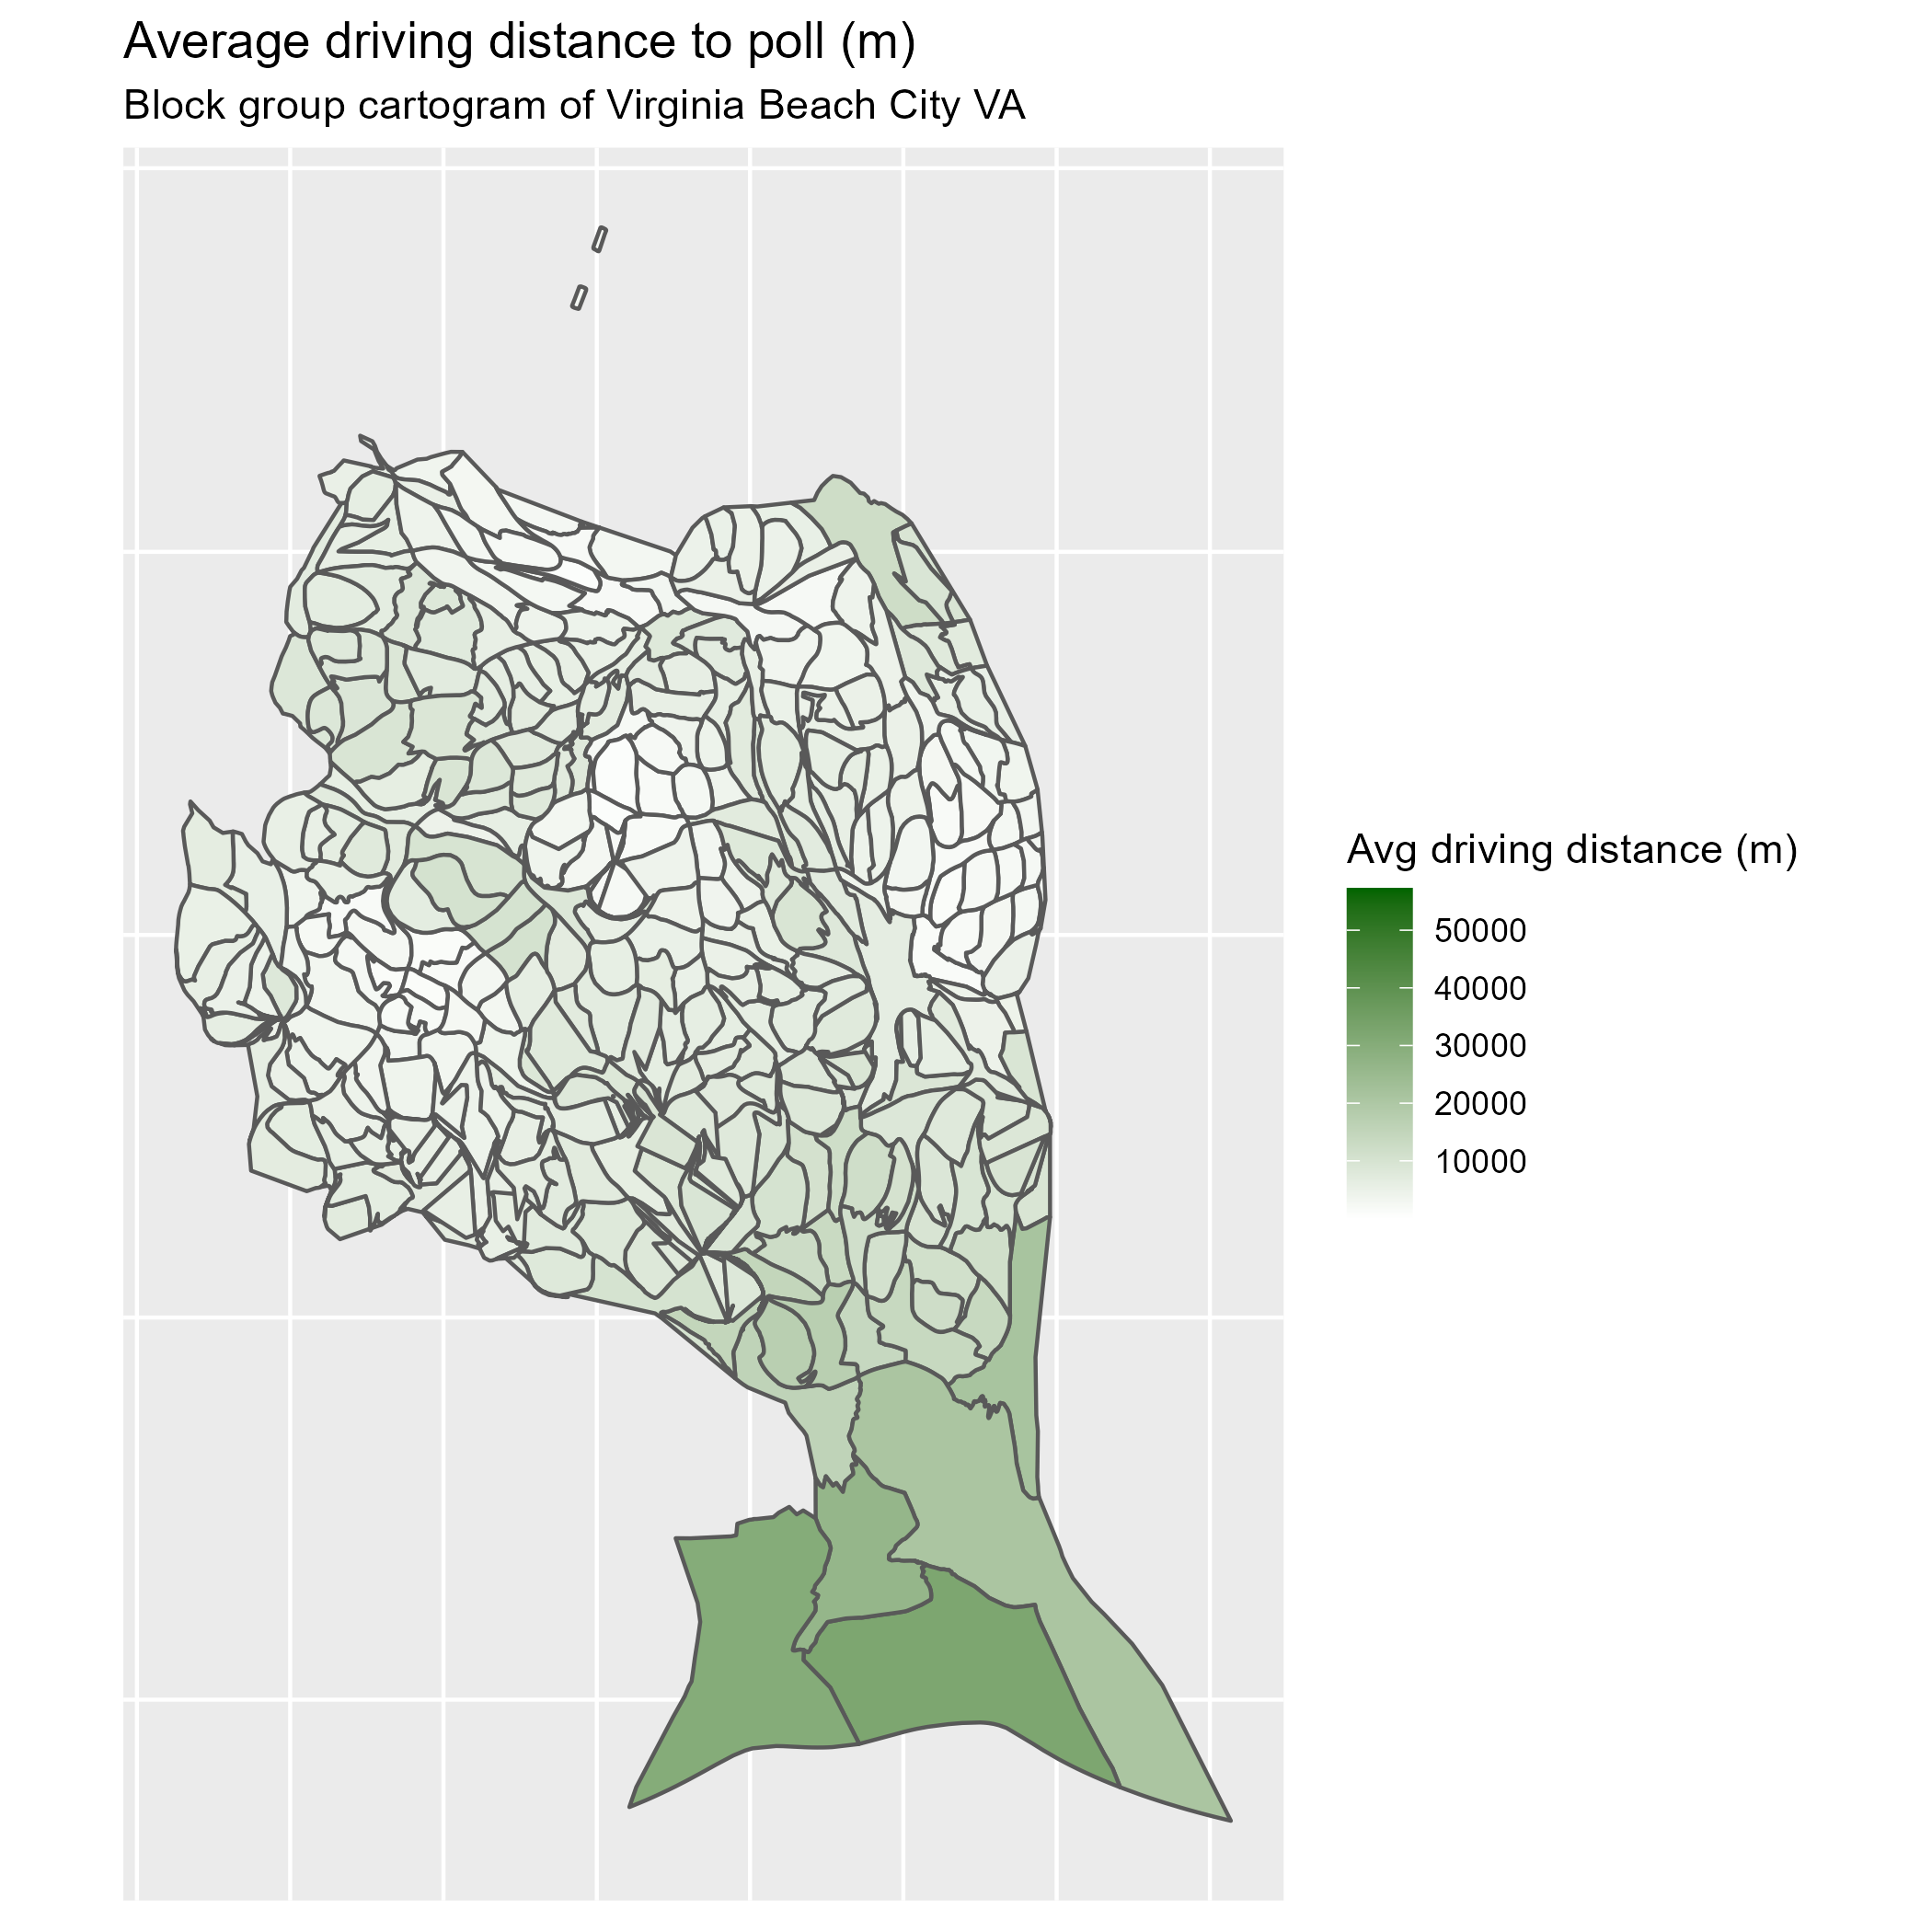 Average driving distance to poll (m)
Block group cartogram of Virginia Beach City VA
Avg driving distance (m)
50000
40000
30000
20000
10000